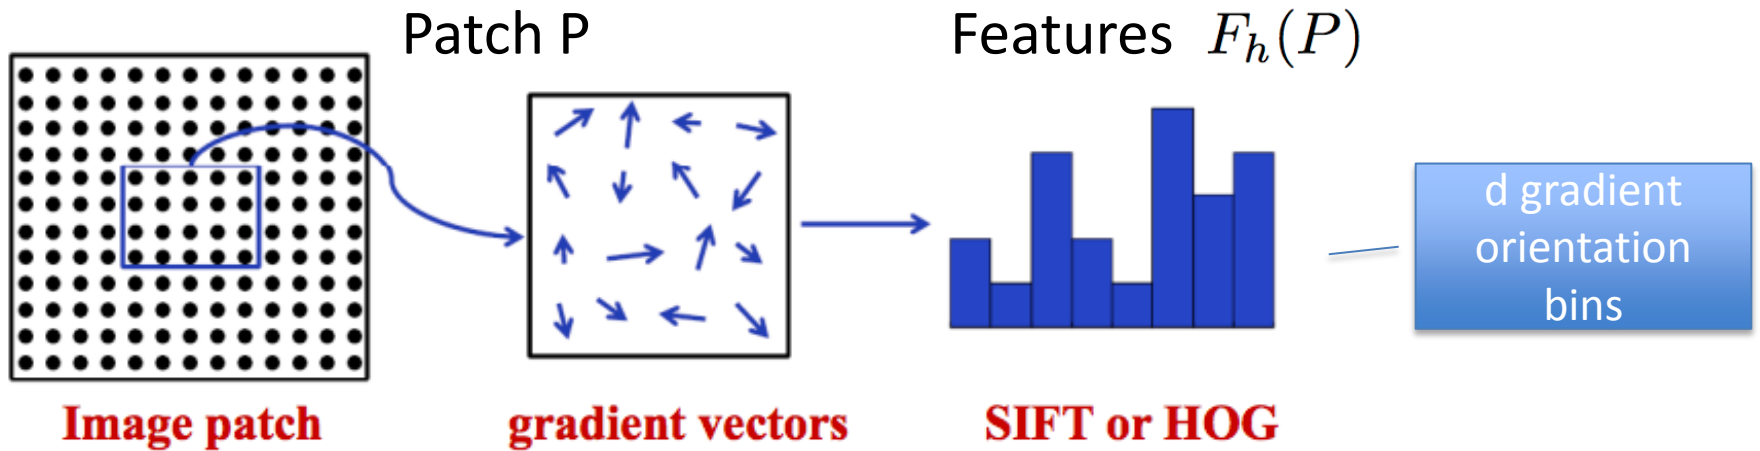 Patch P
Features F_h(P)
d gradient
orientation
bins
Image patch
gradient vectors
SIFT or HOG